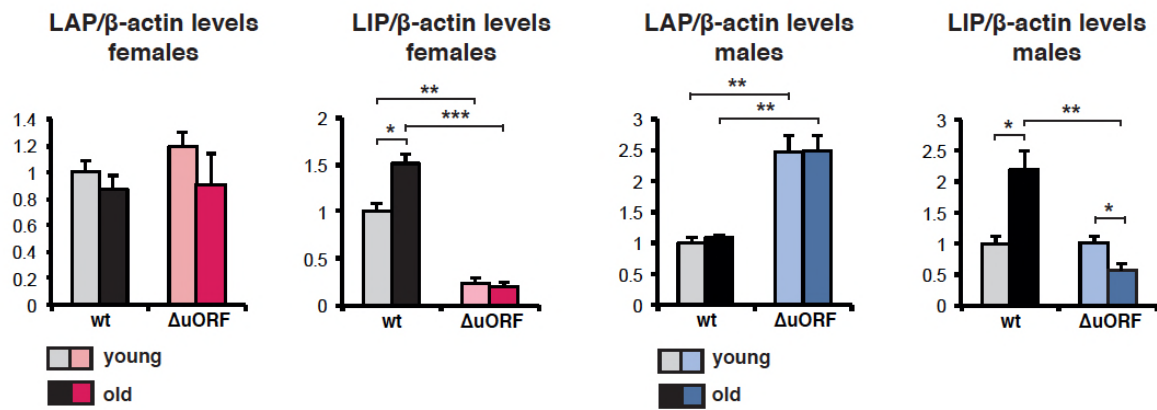 LAP/β-actin levels
females
1.4
1.2
1
0.8
0.6
0.4
0.2
0
wt
ΔuORF
LIP/β-actin levels
females
2
1.5
1
0.5
0
**
*
***
wt
ΔuORF
young
old
LAP/β-actin levels
males
3
2.5
2
1.5
1
0.5
0
**
**
wt
ΔuORF
LIP/β-actin levels
males
3
2.5
2
1.5
1
0.5
0
*
**
*
wt
ΔuORF
young
old